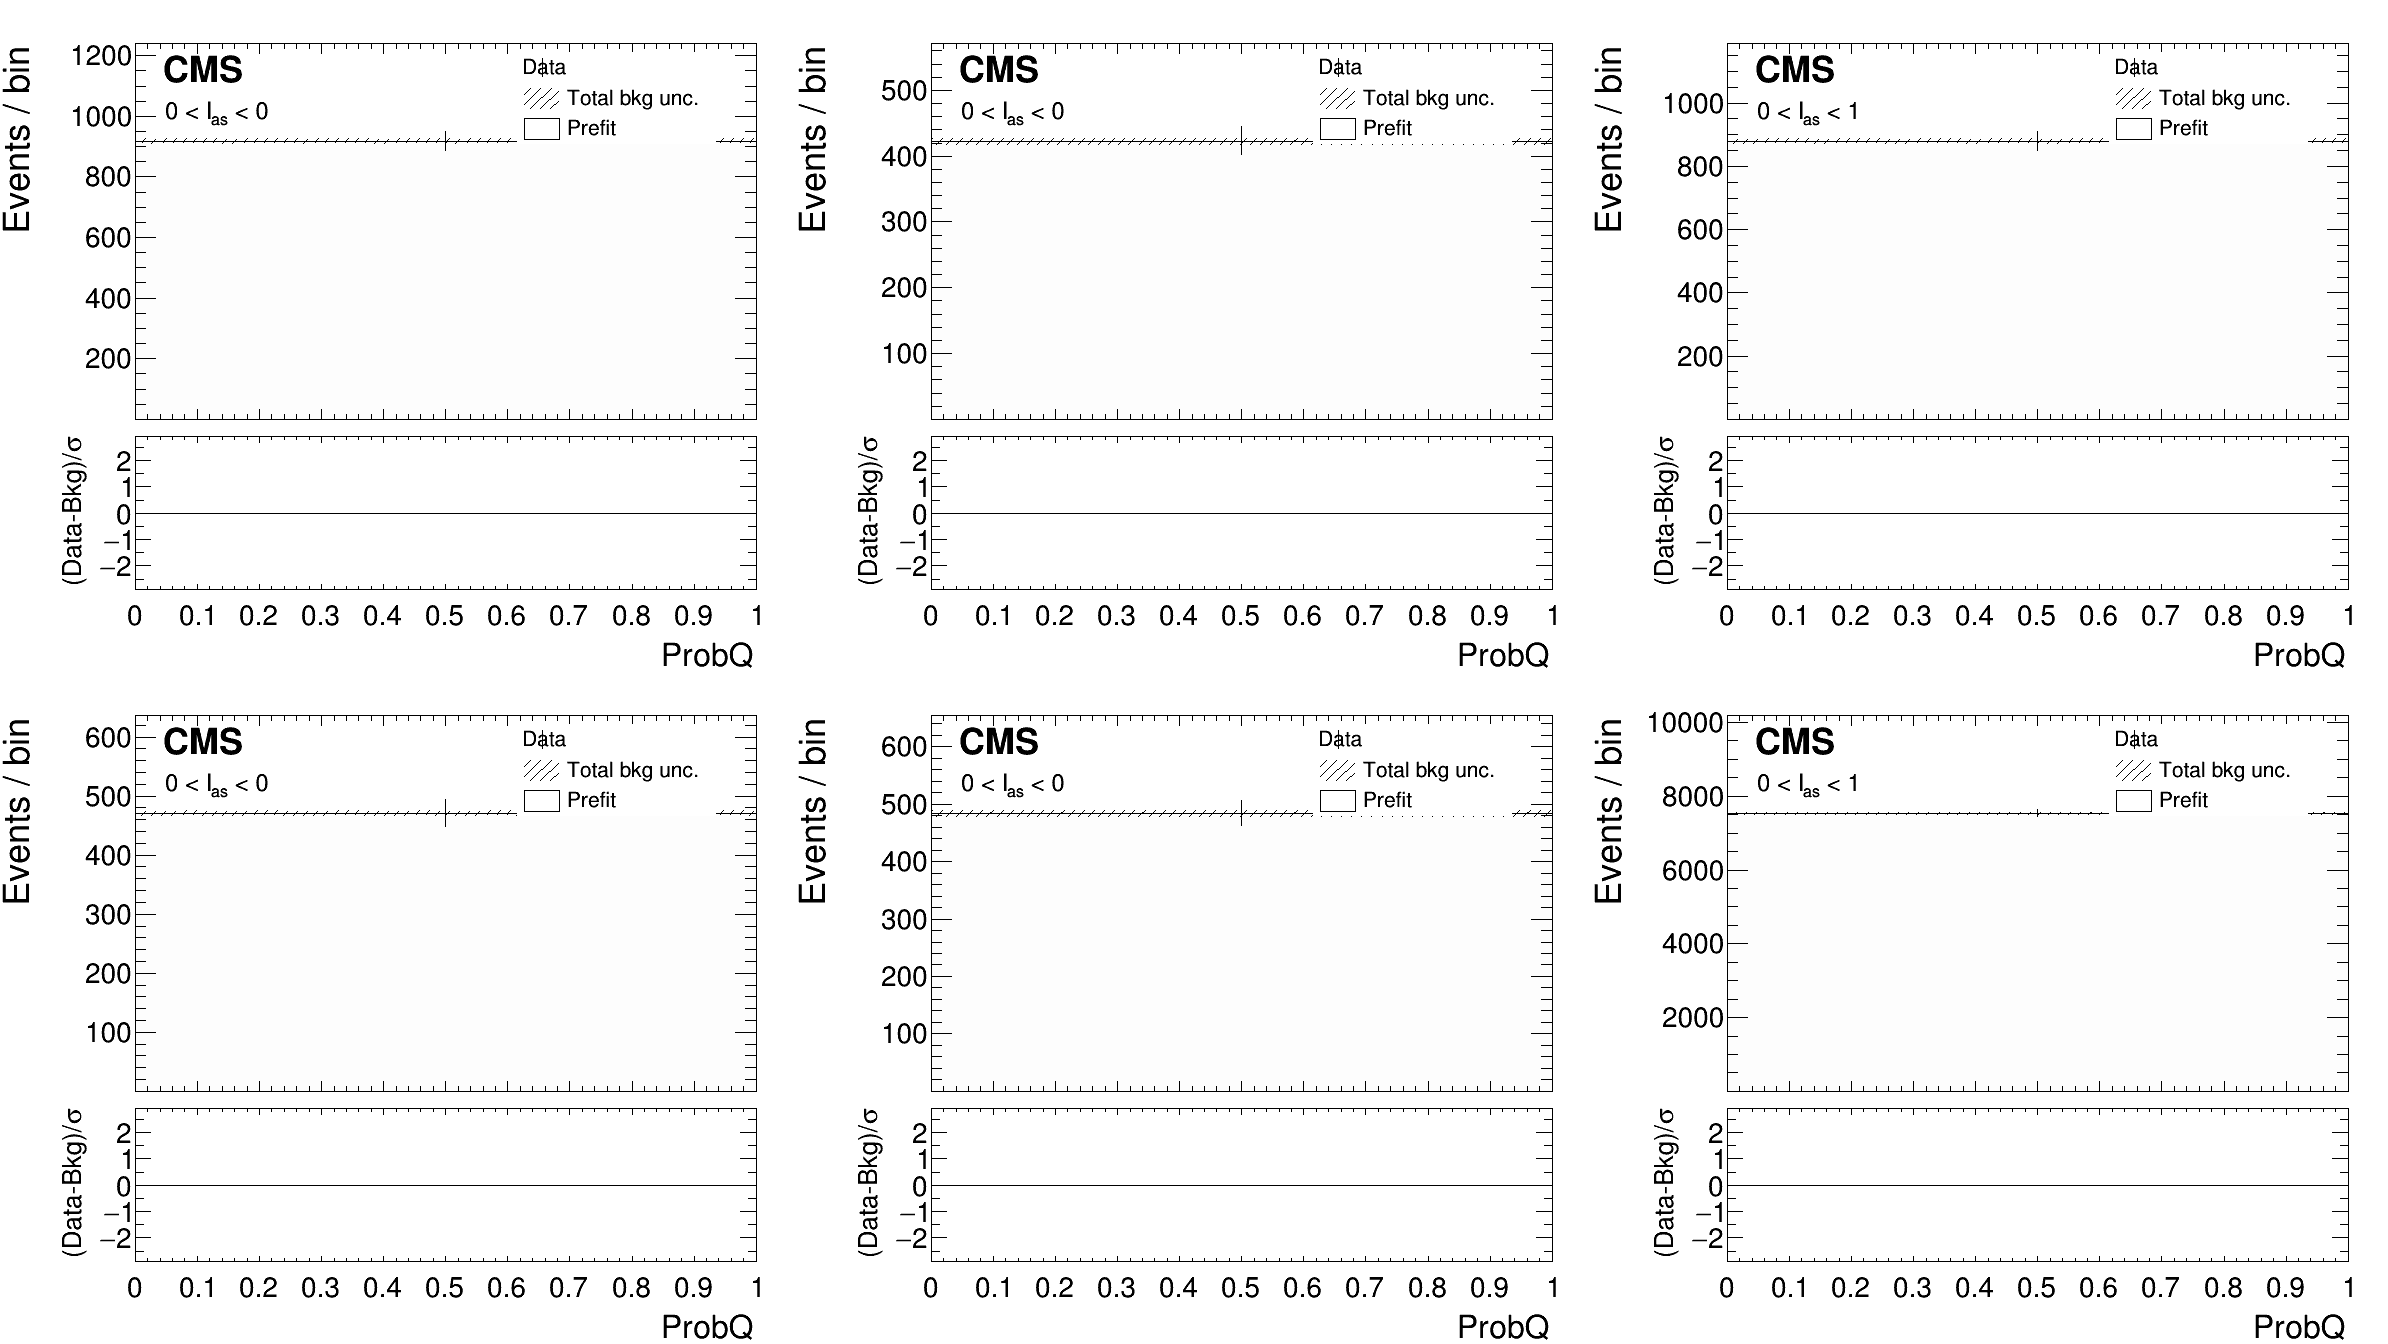 Events / bin
1200
1000
800
600
400
200
CMS
0 < I_as < 0
Data
Total bkg unc.
Prefit
(Data-Bkg)/σ
2
1
0
−1
−2
0 0.1 0.2 0.3 0.4 0.5 0.6 0.7 0.8 0.9 1
ProbQ
Events / bin
500
400
300
200
100
CMS
0 < I_as < 0
Data
Total bkg unc.
Prefit
(Data-Bkg)/σ
2
1
0
−1
−2
0 0.1 0.2 0.3 0.4 0.5 0.6 0.7 0.8 0.9 1
ProbQ
Events / bin
1000
800
600
400
200
CMS
0 < I_as < 1
Data
Total bkg unc.
Prefit
(Data-Bkg)/σ
2
1
0
−1
−2
0 0.1 0.2 0.3 0.4 0.5 0.6 0.7 0.8 0.9 1
ProbQ
Events / bin
600
500
400
300
200
100
CMS
0 < I_as < 0
Data
Total bkg unc.
Prefit
(Data-Bkg)/σ
2
1
0
−1
−2
0 0.1 0.2 0.3 0.4 0.5 0.6 0.7 0.8 0.9 1
ProbQ
Events / bin
600
500
400
300
200
100
CMS
0 < I_as < 0
Data
Total bkg unc.
Prefit
(Data-Bkg)/σ
2
1
0
−1
−2
0 0.1 0.2 0.3 0.4 0.5 0.6 0.7 0.8 0.9 1
ProbQ
Events / bin
10000
8000
6000
4000
2000
CMS
0 < I_as < 1
Data
Total bkg unc.
Prefit
(Data-Bkg)/σ
2
1
0
−1
−2
0 0.1 0.2 0.3 0.4 0.5 0.6 0.7 0.8 0.9 1
ProbQ